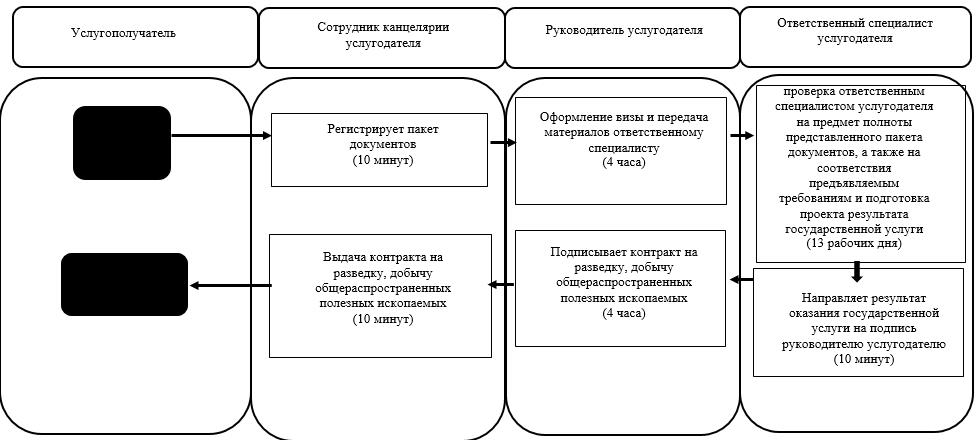 Услугополучатель
Сотрудник канцелярии
услугодателя
Руководитель услугодателя
Ответственный специалист
услугодателя
Регистрирует пакет
документов
(10 минут)
Оформление визы и передача
материалов ответственному
специалисту
(4 часа)
проверка ответственным
специалистом услугодателя
на предмет полноты
представленного пакета
документов, а также на
соответствия
предъявляемым
требованиям и подготовка
проекта результата
государственной услуги
(13 рабочих дня)
Выдача контракта на
разведку, добычу
общераспространенных
полезных ископаемых
(10 минут)
Подписывает контракт на
разведку, добычу
общераспространенных
полезных ископаемых
(4 часа)
Направляет результат
оказания государственной
услуги на подпись
руководителю услугодателю
(10 минут)